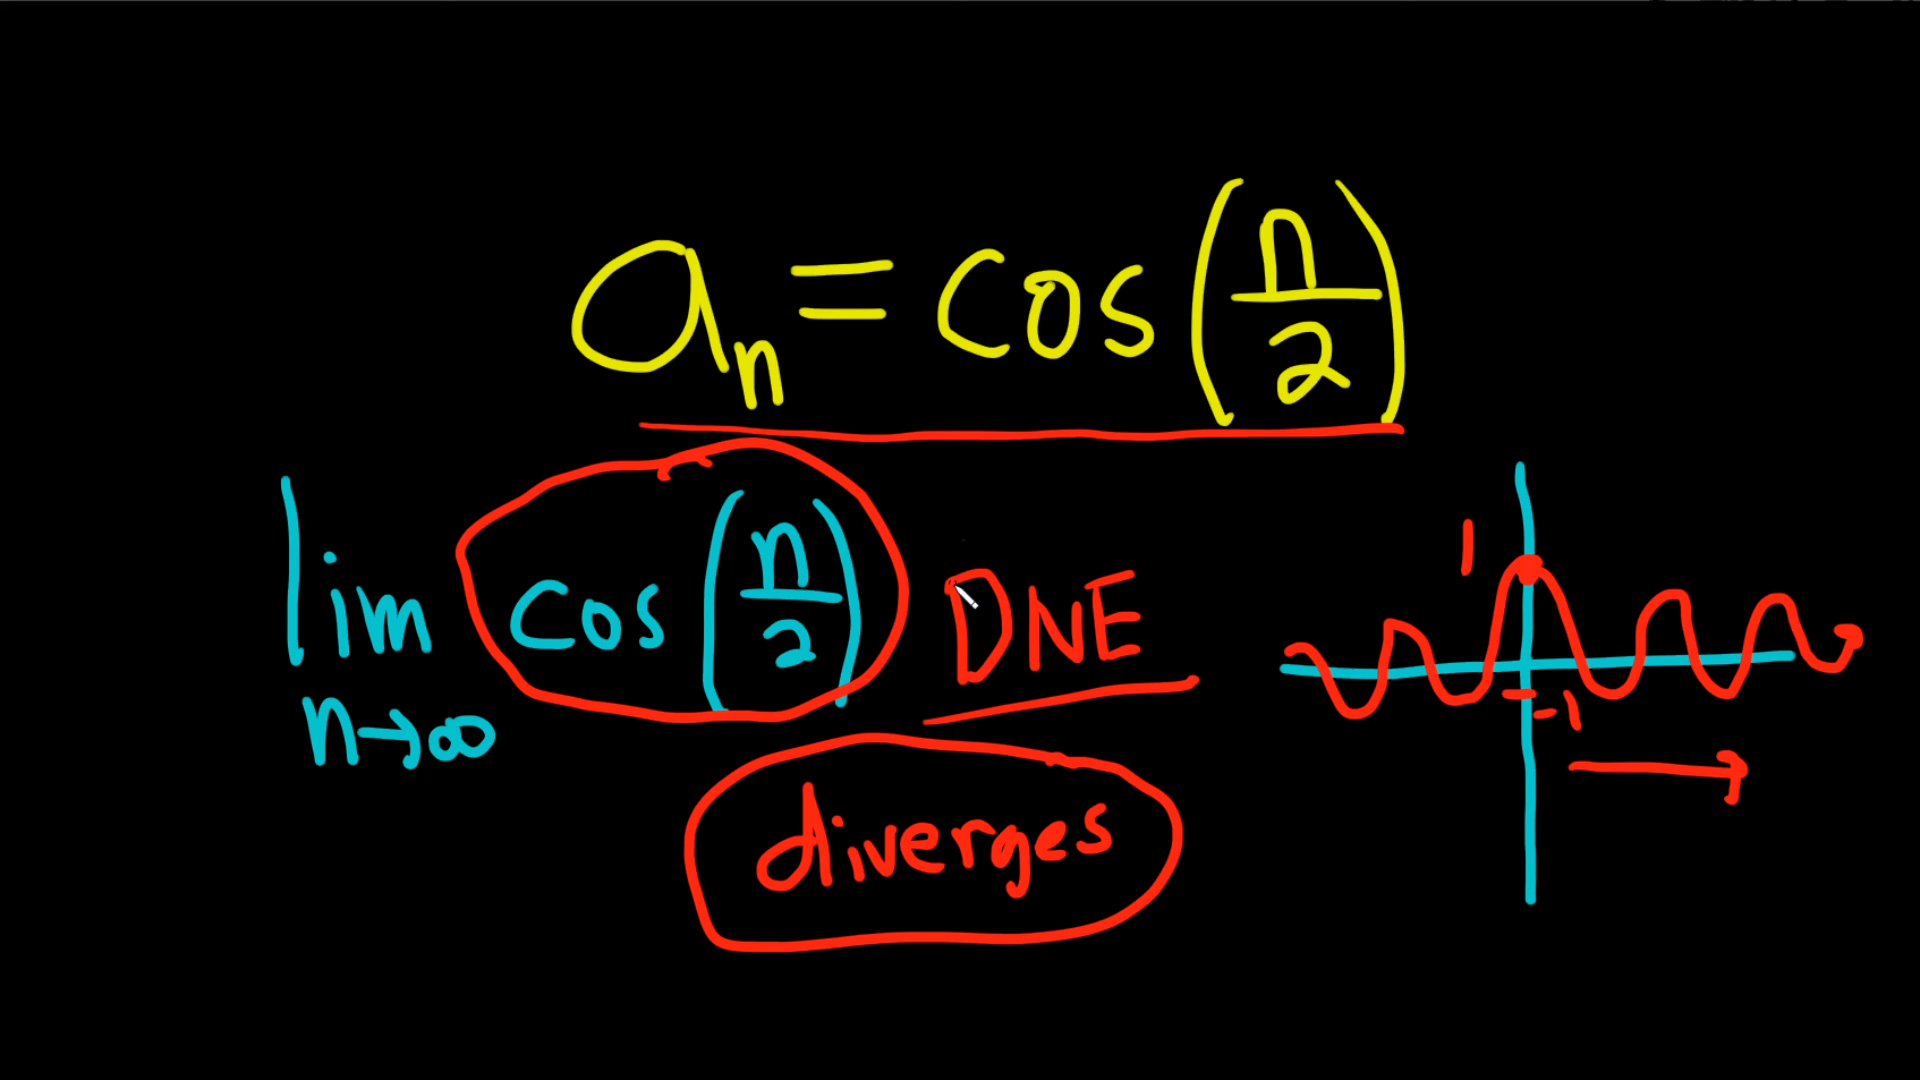 aₙ = cos(n/2)
lim n→∞ cos(n/2) DNE
diverges
1
-1